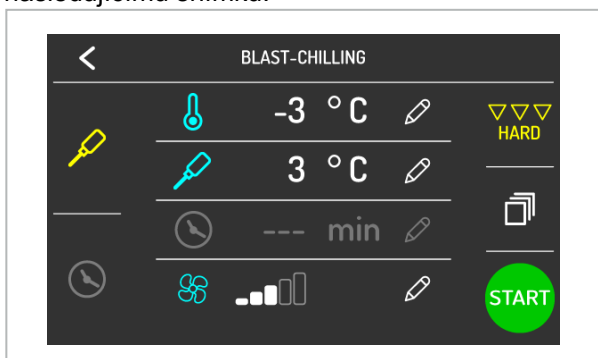 BLAST-CHILLING
-3 °C
HARD
3 °C
--- min
START